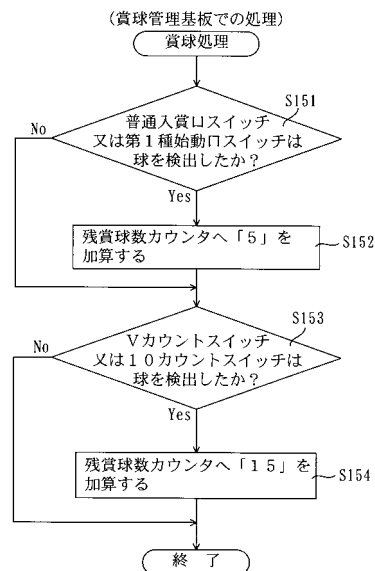 (賞球管理基板での処理)
賞球処理
S151
普通入賞口スイッチ
又は第1種始動口スイッチは
球を検出したか?
No
Yes
残賞球数カウンタへ「5」を
加算する
S152
S153
Vカウントスイッチ
又は10カウントスイッチは
球を検出したか?
No
Yes
残賞球数カウンタへ「15」を
加算する
S154
終 了